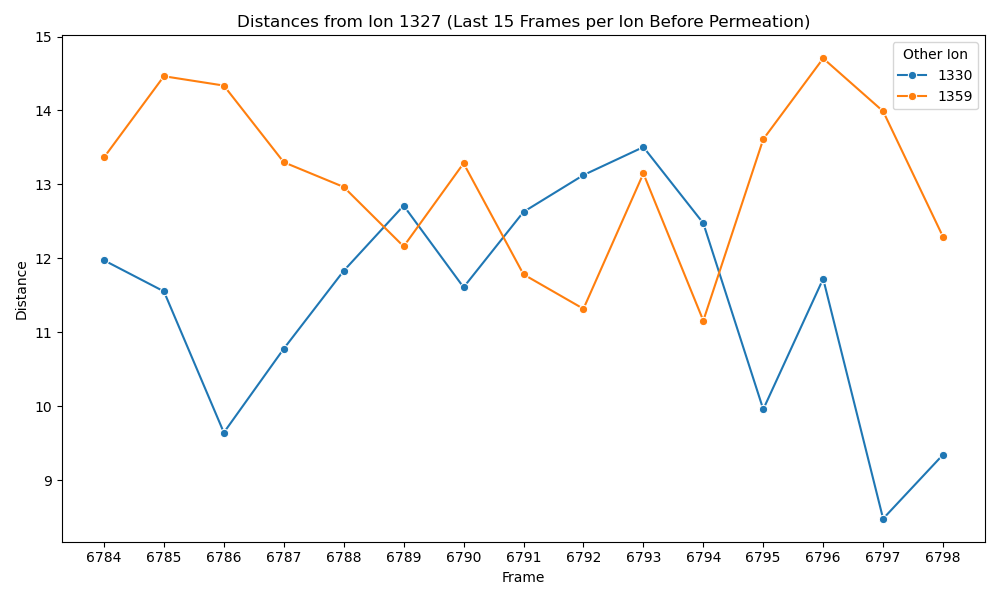 Distances from Ion 1327 (Last 15 Frames per Ion Before Permeation)
Other Ion
1330
1359
15
14
13
12
11
10
9
Distance
6784 6785 6786 6787 6788 6789 6790 6791 6792 6793 6794 6795 6796 6797 6798
Frame